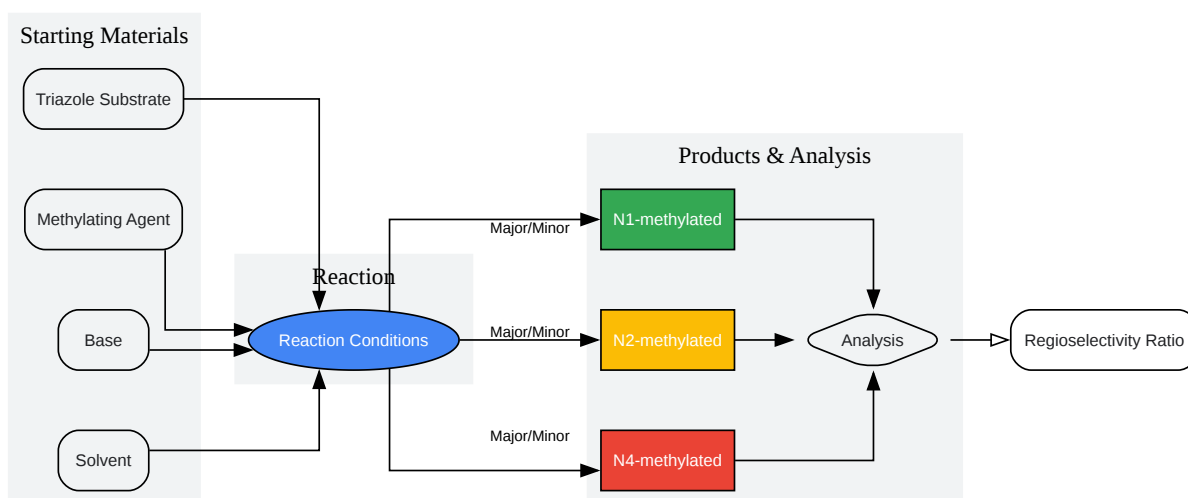 Starting Materials
Triazole Substrate
Methylating Agent
Base
Solvent
Reaction
Reaction Conditions
Major/Minor
Major/Minor
Major/Minor
Products & Analysis
N1-methylated
N2-methylated
N4-methylated
Analysis
Regioselectivity Ratio